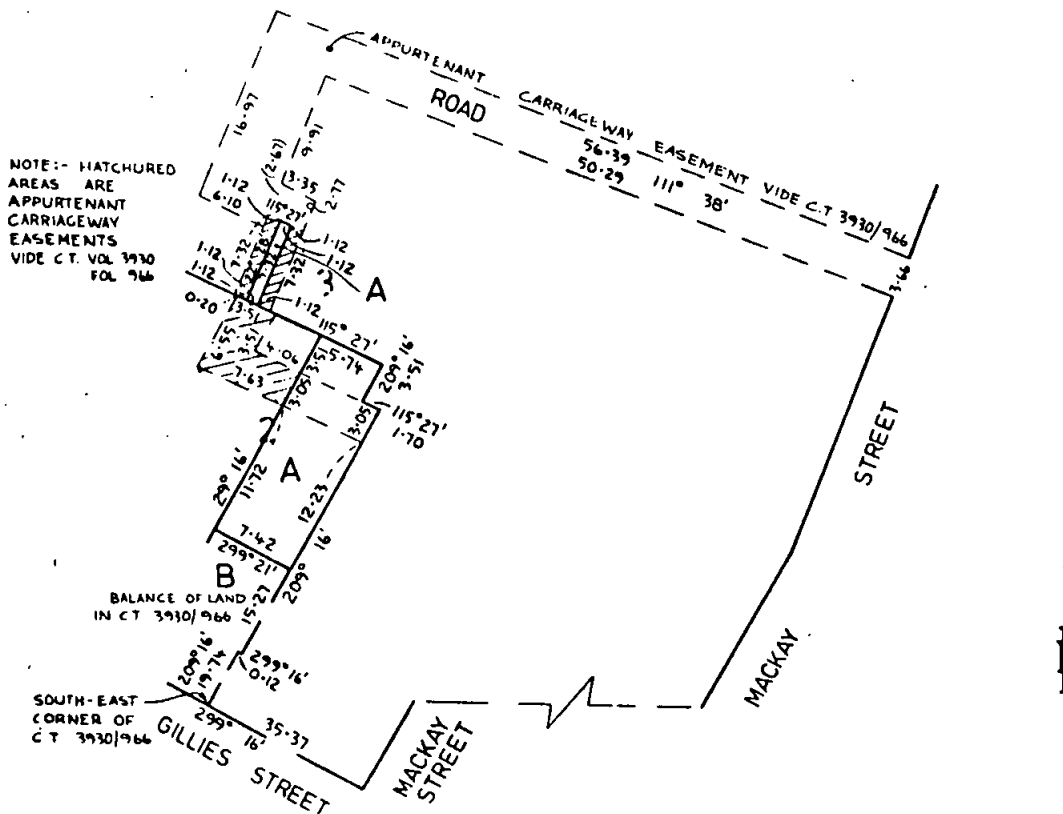 APPURTENANT CARRIAGEWAY EASEMENT VIDE C.T 3930/966
ROAD
56·39
50·29
111° 38'
3·66
16·97
9·91
(2·67)
3·35
2·77
NOTE:- HATCHURED
AREAS ARE
APPURTENANT
CARRIAGEWAY
EASEMENTS
VIDE C.T. VOL 3930
FOL 966
1·12
6·10
115° 27'
1·12
1·12
7·32
7·32
1·12
1·12
1·12
A
0·20
3·51
115° 27'
6·55
3·51
4·06
3·51
5·74
209° 16'
3·51
7·63
3·05
3·05
115° 27'
1·70
A
29° 16'
11·72
12·23
209° 16'
7·42
299° 21'
B
BALANCE OF LAND
IN CT 3930/966
15·27
209° 16'
19·74
299° 16'
0·12
SOUTH-EAST
CORNER OF
CT 3930/966
299° 16'
35·37
GILLIES STREET
MACKAY
STREET
MACKAY
STREET